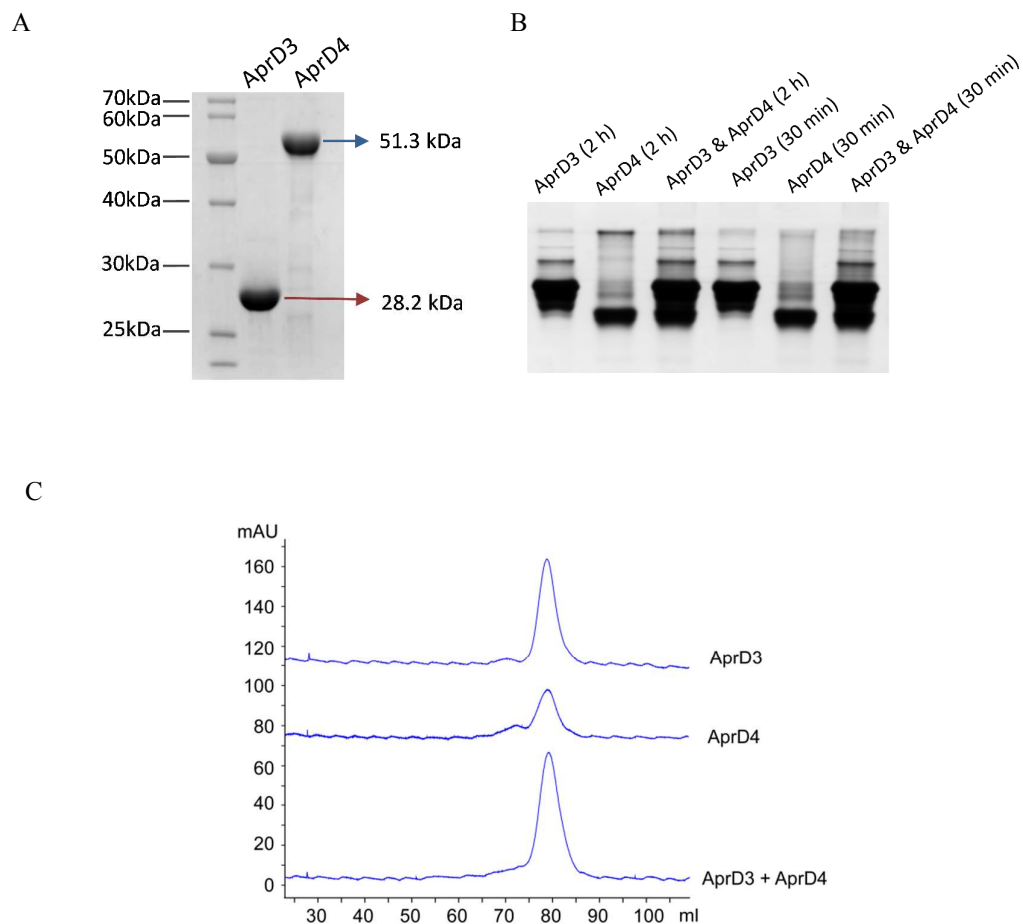 A
AprD3 AprD4
70kDa
60kDa
50kDa
40kDa
30kDa
25kDa
51.3 kDa
28.2 kDa
B
AprD3 (2 h)
AprD4 (2 h)
AprD3 & AprD4 (2 h)
AprD3 (30 min)
AprD4 (30 min)
AprD3 & AprD4 (30 min)
C
mAU
160
140
120
100
80
60
40
20
0
AprD3
AprD4
AprD3 + AprD4
30 40 50 60 70 80 90 100 ml